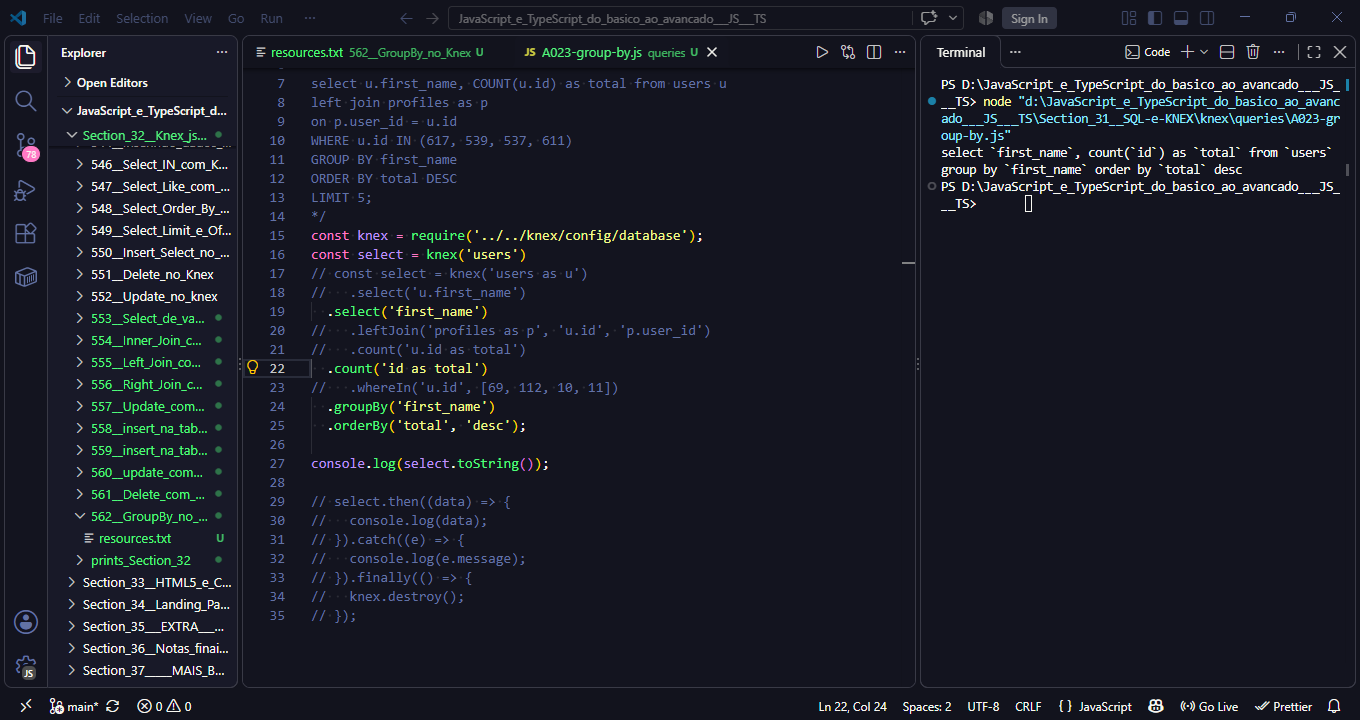 File Edit Selection View Go Run ··· JavaScript_e_TypeScript_do_basico_ao_avancado___JS___TS Sign In
Explorer ···
Open Editors
JavaScript_e_TypeScript_d...
Section_32__Knex_js...
546__Select_IN_com_K...
547__Select_Like_com_...
548__Select_Order_By_...
549__Select_Limit_e_Of...
550__Insert_Select_no_...
551__Delete_no_Knex
552__Update_no_knex
553__Select_de_va...
554__Inner_Join_c...
555__Left_Join_co...
556__Right_Join_c...
557__Update_com...
558__insert_na_tab...
559__insert_na_tab...
560__update_com...
561__Delete_com_...
562__GroupBy_no_...
resources.txt U
prints_Section_32
Section_33__HTML5_e_C...
Section_34__Landing_Pa...
Section_35___EXTRA___...
Section_36__Notas_finai...
Section_37____MAIS_B...
78
JS
resources.txt 562__GroupBy_no_Knex U JS A023-group-by.js queries U
7 select u.first_name, COUNT(u.id) as total from users u
8 left join profiles as p
9 on p.user_id = u.id
10 WHERE u.id IN (617, 539, 537, 611)
11 GROUP BY first_name
12 ORDER BY total DESC
13 LIMIT 5;
14 */
15 const knex = require('../../knex/config/database');
16 const select = knex('users')
17 // const select = knex('users as u')
18 //   .select('u.first_name')
19   .select('first_name')
20 //   .leftJoin('profiles as p', 'u.id', 'p.user_id')
21 //   .count('u.id as total')
22   .count('id as total')
23 //   .whereIn('u.id', [69, 112, 10, 11])
24   .groupBy('first_name')
25   .orderBy('total', 'desc');
26
27 console.log(select.toString());
28
29 // select.then((data) => {
30 //   console.log(data);
31 // }).catch((e) => {
32 //   console.log(e.message);
33 // }).finally(() => {
34 //   knex.destroy();
35 // });
Terminal ··· Code ···
PS D:\JavaScript_e_TypeScript_do_basico_ao_avancado___JS_
__TS> node "d:\JavaScript_e_TypeScript_do_basico_ao_avanc
ado___JS___TS\Section_31__SQL-e-KNEX\knex\queries\A023-gr
oup-by.js"
select `first_name`, count(`id`) as `total` from `users`
group by `first_name` order by `total` desc
PS D:\JavaScript_e_TypeScript_do_basico_ao_avancado___JS_
__TS>
main* 0 0 Ln 22, Col 24 Spaces: 2 UTF-8 CRLF { } JavaScript Go Live Prettier